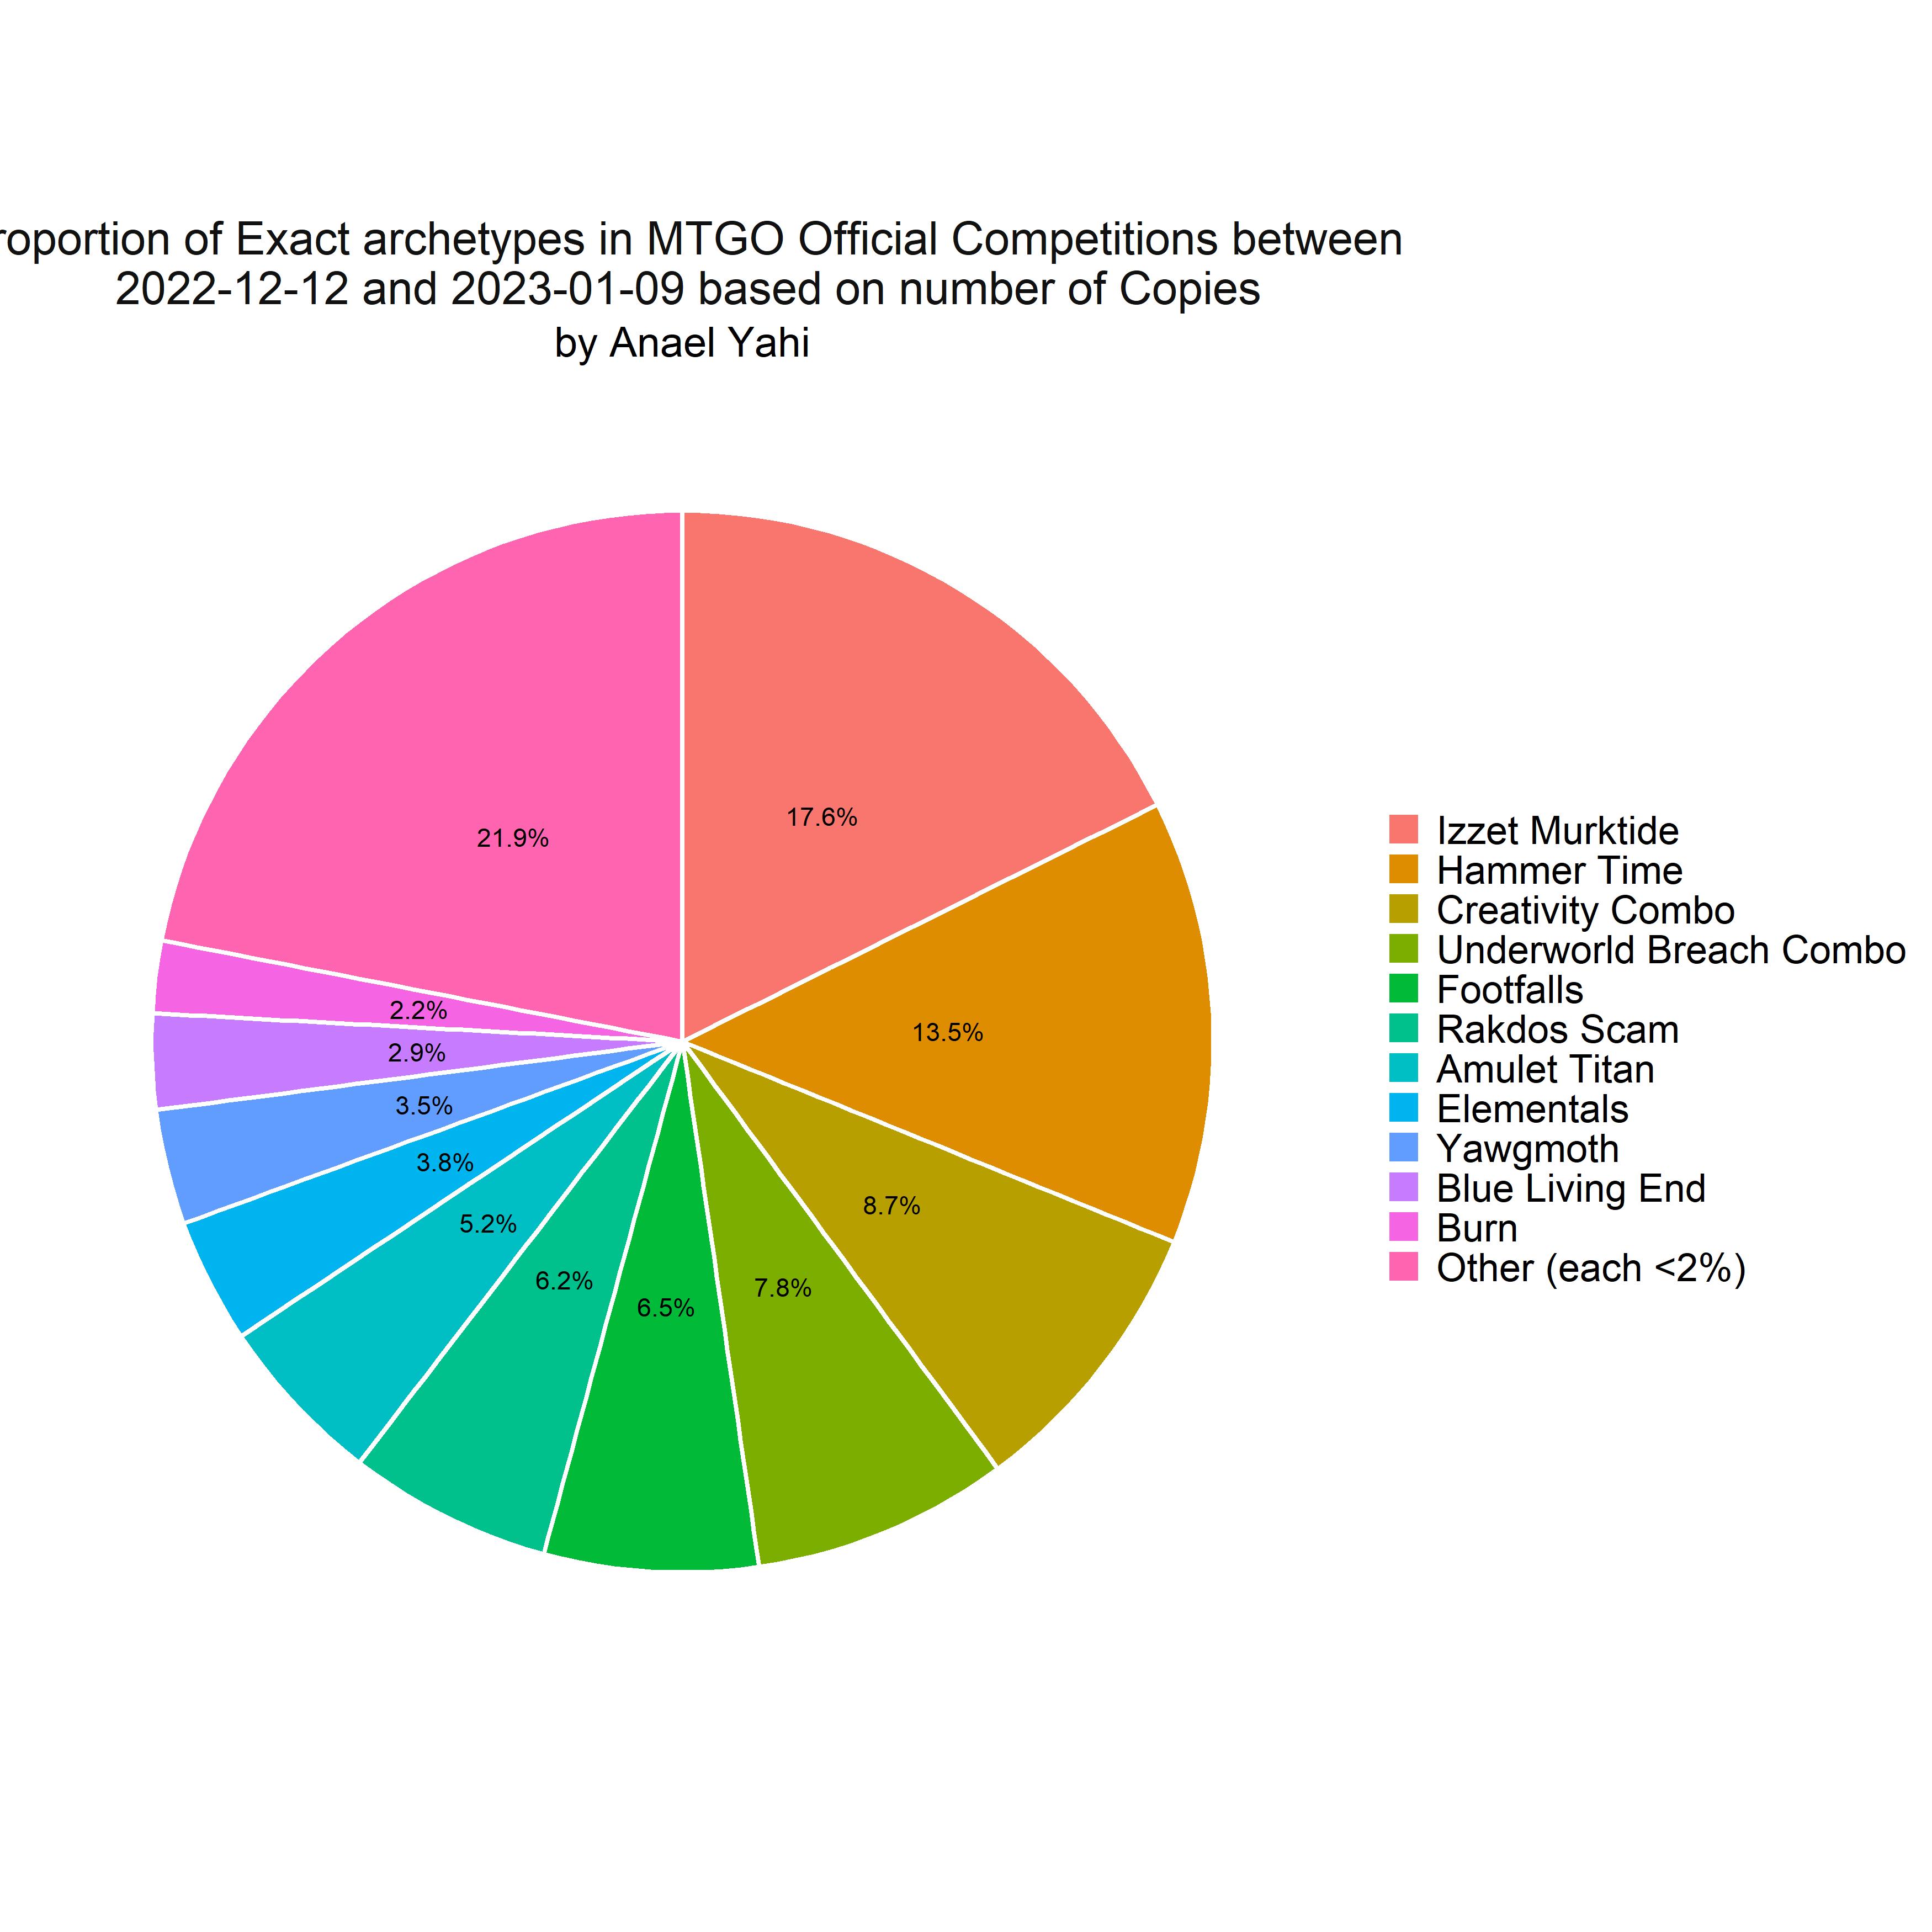 roportion of Exact archetypes in MTGO Official Competitions between
2022-12-12 and 2023-01-09 based on number of Copies
by Anael Yahi
17.6%
21.9%
13.5%
2.2%
2.9%
3.5%
3.8%
8.7%
5.2%
6.2%
7.8%
6.5%
Izzet Murktide
Hammer Time
Creativity Combo
Underworld Breach Combo
Footfalls
Rakdos Scam
Amulet Titan
Elementals
Yawgmoth
Blue Living End
Burn
Other (each <2%)